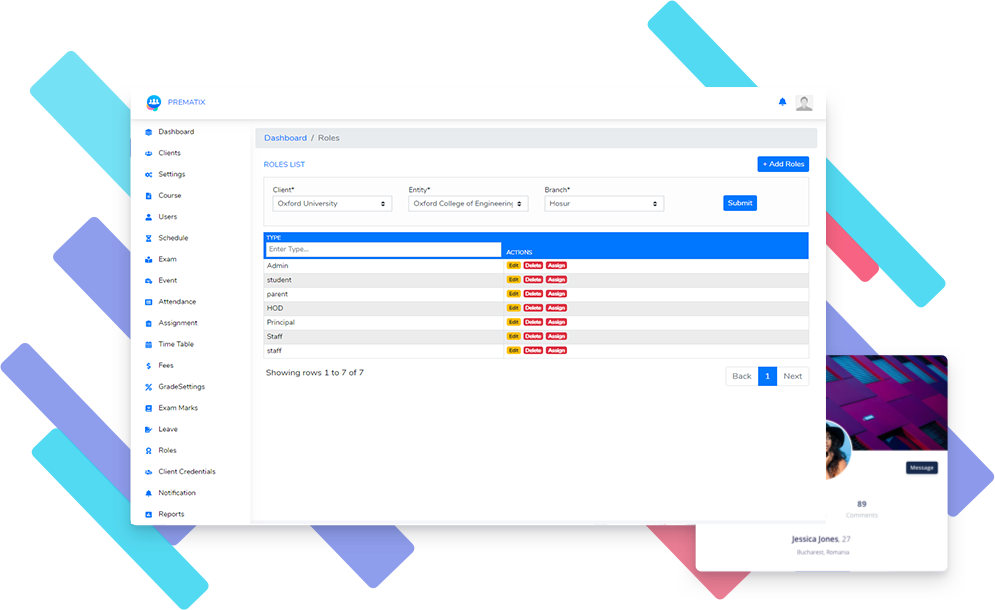 PREMATIX
Dashboard
Clients
Settings
Course
Users
Schedule
Exam
Event
Attendance
Assignment
Time Table
Fees
GradeSettings
Exam Marks
Leave
Roles
Client Credentials
Notification
Reports
Dashboard / Roles
ROLES LIST
+ Add Roles
Client* Entity* Branch*
Oxford University Oxford College of Engineering Hosur Submit
TYPE
Enter Type... ACTIONS
Admin Edit Delete Assign
student Edit Delete Assign
parent Edit Delete Assign
HOD Edit Delete Assign
Principal Edit Delete Assign
Staff Edit Delete Assign
staff Edit Delete Assign
Showing rows 1 to 7 of 7 Back 1 Next
Message
89
Comments
Jessica Jones, 27
Bucharest, Romania